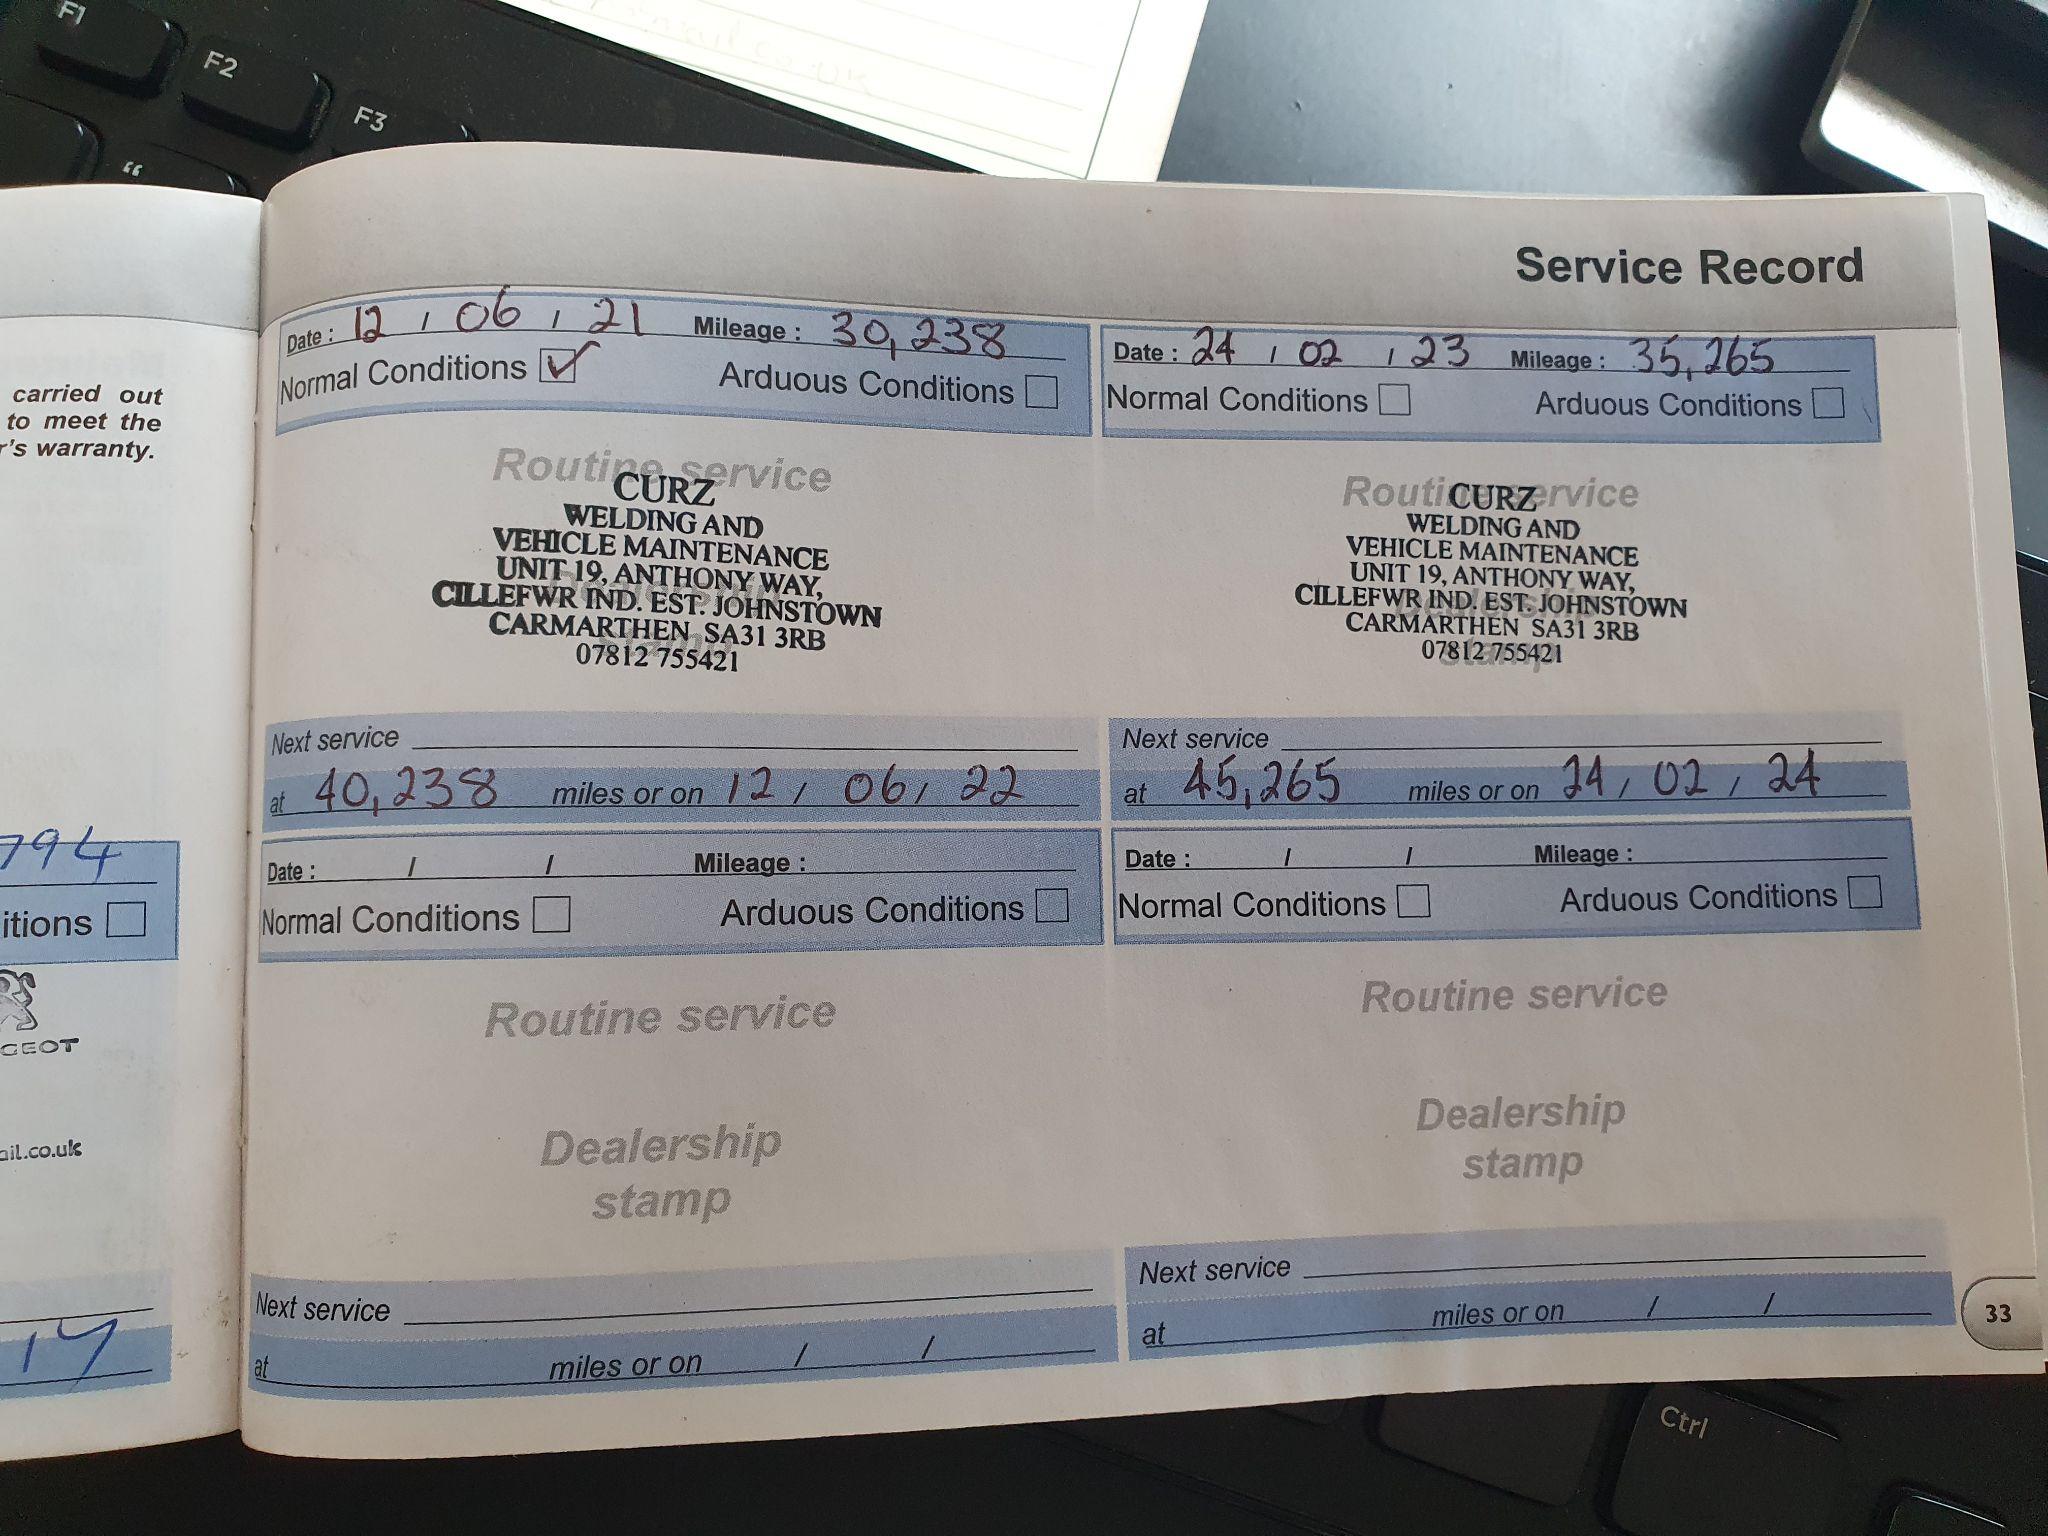 F1
F2
F3
“
Service Record
carried out
to meet the
r's warranty.
794
itions
GEOT
ail.co.uk
17
Date : 12 / 06 / 21 Mileage : 30,238
Normal Conditions ✓ Arduous Conditions
Routine service
CURZ
WELDING AND
VEHICLE MAINTENANCE
UNIT 19, ANTHONY WAY,
CILLEFWR IND. EST. JOHNSTOWN
CARMARTHEN SA31 3RB
07812 755421
Dealership
stamp
Next service
at 40,238 miles or on 12 / 06 / 22
Date : 24 / 02 / 23 Mileage : 35,265
Normal Conditions Arduous Conditions
Routine service
CURZ
WELDING AND
VEHICLE MAINTENANCE
UNIT 19, ANTHONY WAY,
CILLEFWR IND. EST. JOHNSTOWN
CARMARTHEN SA31 3RB
07812 755421
Dealership
stamp
Next service
at 45,265 miles or on 24 / 02 / 24
Date : / / Mileage :
Normal Conditions Arduous Conditions
Routine service
Dealership
stamp
Next service
at miles or on / /
Date : / / Mileage :
Normal Conditions Arduous Conditions
Routine service
Dealership
stamp
Next service
at miles or on / /
33
Ctrl